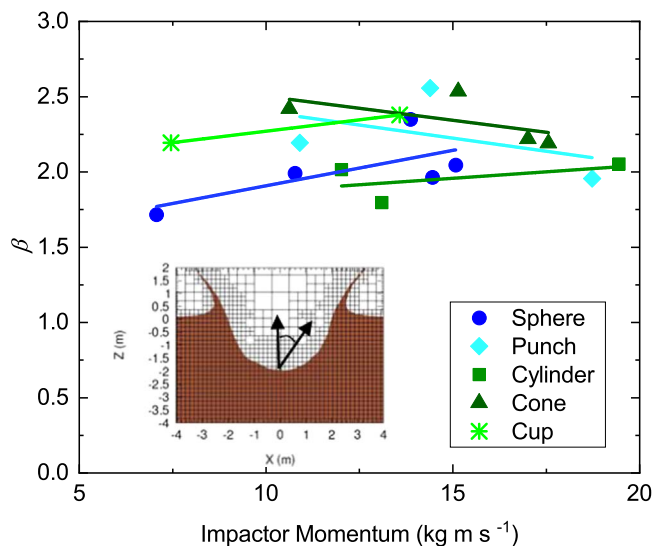 3.0
2.5
2.0
1.5
1.0
0.5
0.0
β
5
10
15
20
Impactor Momentum (kg m s -1)
2
1.5
1
0.5
0
-0.5
-1
-1.5
-2
-2.5
-3
-3.5
-4
Z (m)
-4 -3 -2 -1 0 1 2 3 4
X (m)
Sphere
Punch
Cylinder
Cone
Cup